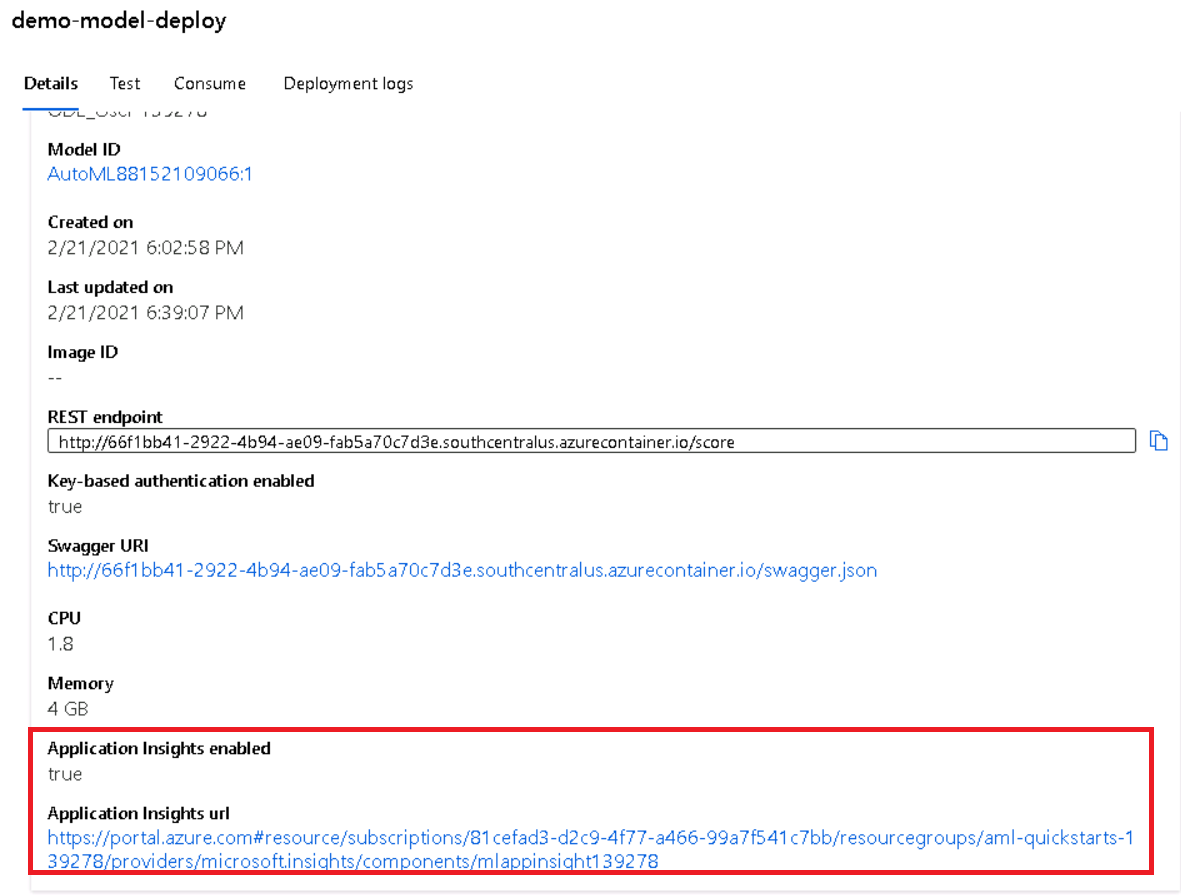 demo-model-deploy
Details Test Consume Deployment logs
ODL_User 139278
Model ID
AutoML88152109066:1
Created on
2/21/2021 6:02:58 PM
Last updated on
2/21/2021 6:39:07 PM
Image ID
--
REST endpoint
http://66f1bb41-2922-4b94-ae09-fab5a70c7d3e.southcentralus.azurecontainer.io/score
Key-based authentication enabled
true
Swagger URI
http://66f1bb41-2922-4b94-ae09-fab5a70c7d3e.southcentralus.azurecontainer.io/swagger.json
CPU
1.8
Memory
4 GB
Application Insights enabled
true
Application Insights url
https://portal.azure.com#resource/subscriptions/81cefad3-d2c9-4f77-a466-99a7f541c7bb/resourcegroups/aml-quickstarts-1
39278/providers/microsoft.insights/components/mlappinsight139278